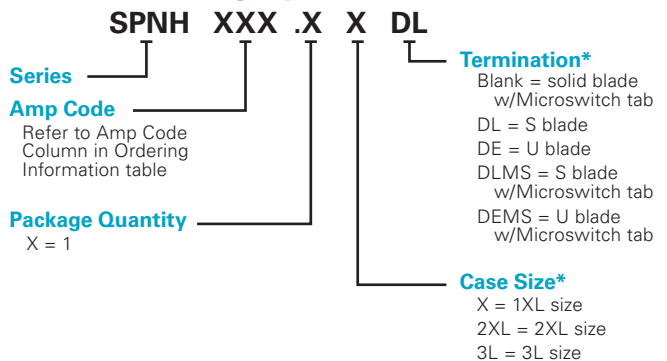 SPNH XXX .X X DL
Series
Amp Code
Refer to Amp Code
Column in Ordering
Information table
Package Quantity
X = 1
Termination*
Blank = solid blade
w/Microswitch tab
DL = S blade
DE = U blade
DLMS = S blade
w/Microswitch tab
DEMS = U blade
w/Microswitch tab
Case Size*
X = 1XL size
2XL = 2XL size
3L = 3L size